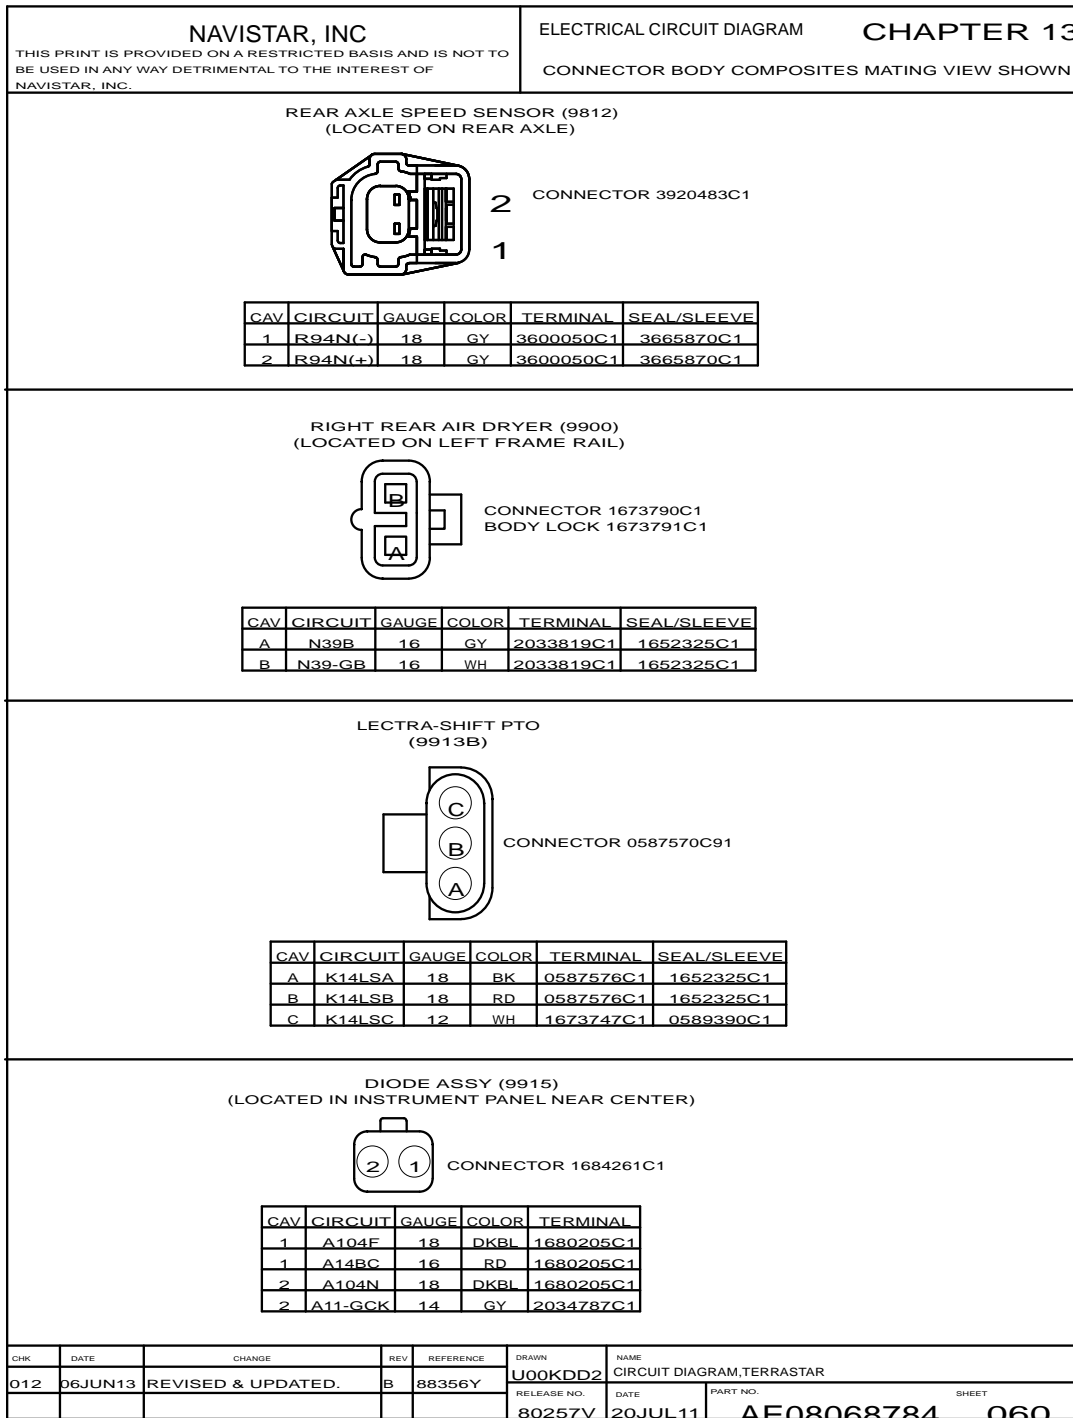 NAVISTAR, INC
THIS PRINT IS PROVIDED ON A RESTRICTED BASIS AND IS NOT TO
BE USED IN ANY WAY DETRIMENTAL TO THE INTEREST OF
NAVISTAR, INC.
ELECTRICAL CIRCUIT DIAGRAM CHAPTER 13
CONNECTOR BODY COMPOSITES MATING VIEW SHOWN
REAR AXLE SPEED SENSOR (9812)
(LOCATED ON REAR AXLE)
2 CONNECTOR 3920483C1
1
CAV CIRCUIT GAUGE COLOR TERMINAL SEAL/SLEEVE
1 R94N(-) 18 GY 3600050C1 3665870C1
2 R94N(+) 18 GY 3600050C1 3665870C1
RIGHT REAR AIR DRYER (9900)
(LOCATED ON LEFT FRAME RAIL)
B
CONNECTOR 1673790C1
BODY LOCK 1673791C1
A
CAV CIRCUIT GAUGE COLOR TERMINAL SEAL/SLEEVE
A N39B 16 GY 2033819C1 1652325C1
B N39-GB 16 WH 2033819C1 1652325C1
LECTRA-SHIFT PTO
(9913B)
C
B CONNECTOR 0587570C91
A
CAV CIRCUIT GAUGE COLOR TERMINAL SEAL/SLEEVE
A K14LSA 18 BK 0587576C1 1652325C1
B K14LSB 18 RD 0587576C1 1652325C1
C K14LSC 12 WH 1673747C1 0589390C1
DIODE ASSY (9915)
(LOCATED IN INSTRUMENT PANEL NEAR CENTER)
2 1 CONNECTOR 1684261C1
CAV CIRCUIT GAUGE COLOR TERMINAL
1 A104F 18 DKBL 1680205C1
1 A14BC 16 RD 1680205C1
2 A104N 18 DKBL 1680205C1
2 A11-GCK 14 GY 2034787C1
CHK DATE CHANGE REV REFERENCE DRAWN NAME
012 06JUN13 REVISED & UPDATED. B 88356Y U00KDD2 CIRCUIT DIAGRAM,TERRASTAR
RELEASE NO. DATE PART NO. SHEET
80257V 20JUL11 AE08068784 060